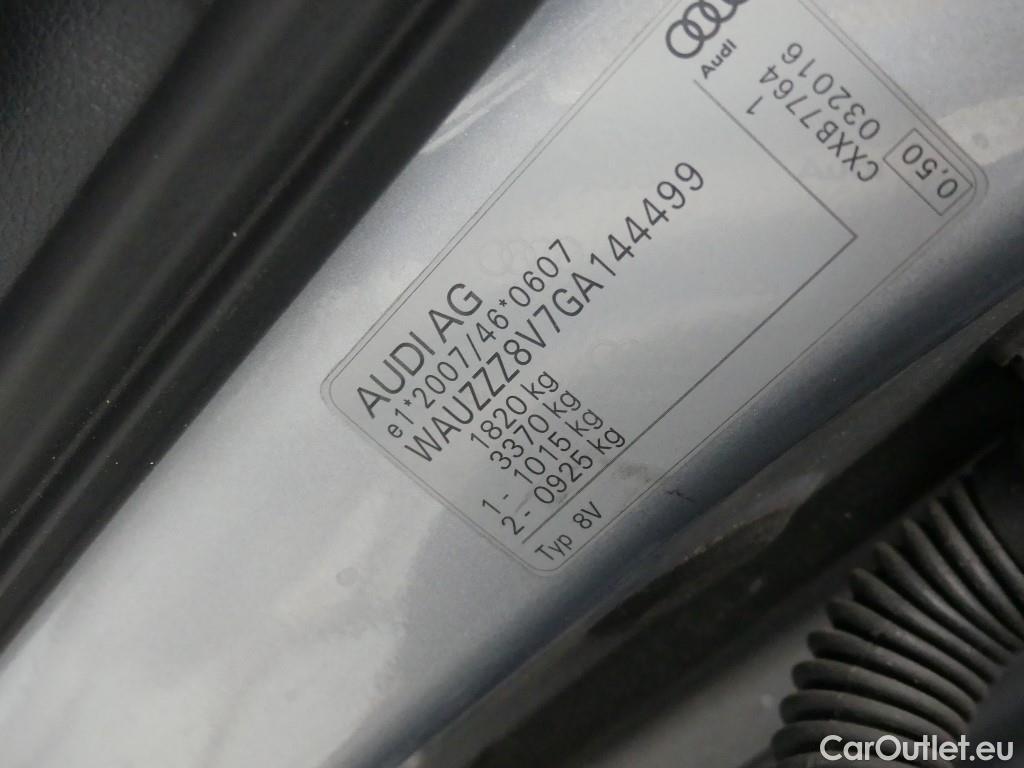 AUDI AG
e1*2007/46*0607
WAUZZZ8V7GA144499
1820 kg
3370 kg
1 - 1015 kg
2 - 0925 kg
Typ 8V
Audi
1
CXXB7764
032016
0,50
CarOutlet.eu